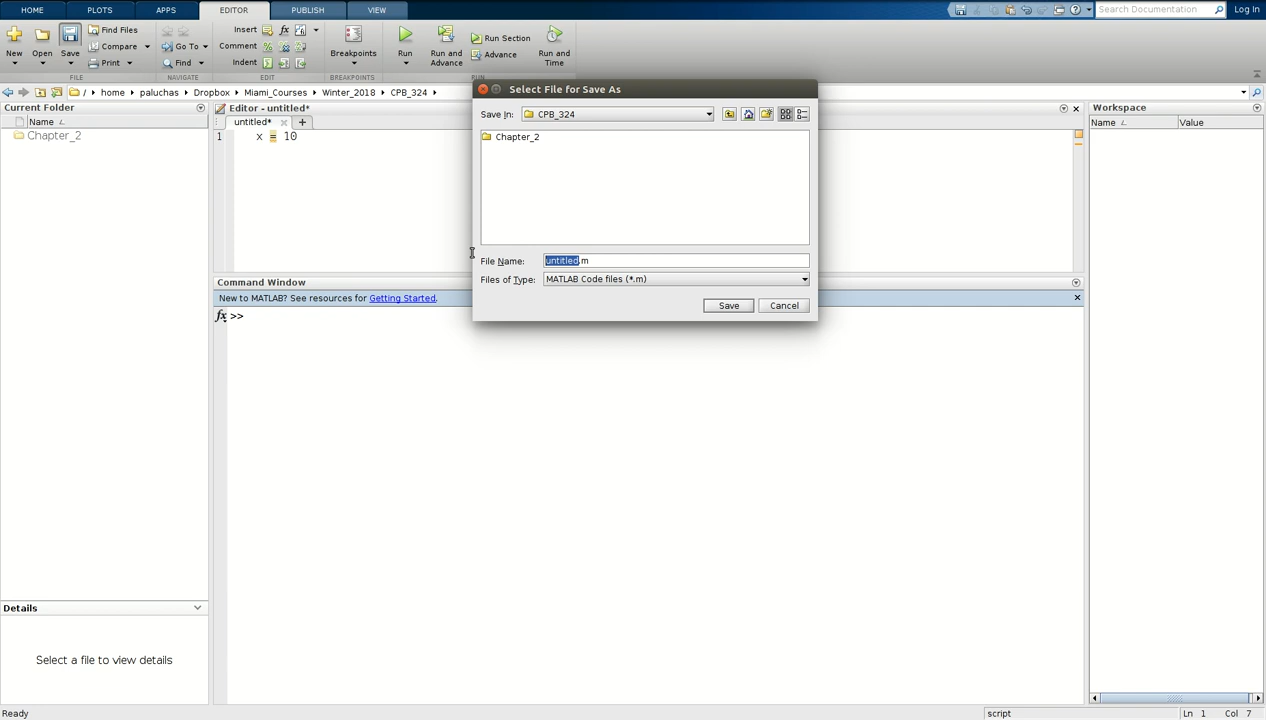 HOME PLOTS APPS EDITOR PUBLISH VIEW Search Documentation Log In
New Open Save Find Files Compare Print Go To Find Insert Comment Indent fx Breakpoints Run Run and Advance Run Section Advance Run and Time
FILE NAVIGATE EDIT BREAKPOINTS RUN
/ home paluchas Dropbox Miami_Courses Winter_2018 CPB_324
Current Folder
Name
Chapter_2
Editor - untitled*
untitled*
1 x = 10
Select File for Save As
Save In: CPB_324
Chapter_2
File Name: untitled.m
Files of Type: MATLAB Code files (*.m)
Save Cancel
Workspace
Name Value
Command Window
New to MATLAB? See resources for Getting Started.
fx >>
Details
Select a file to view details
Ready script Ln 1 Col 7